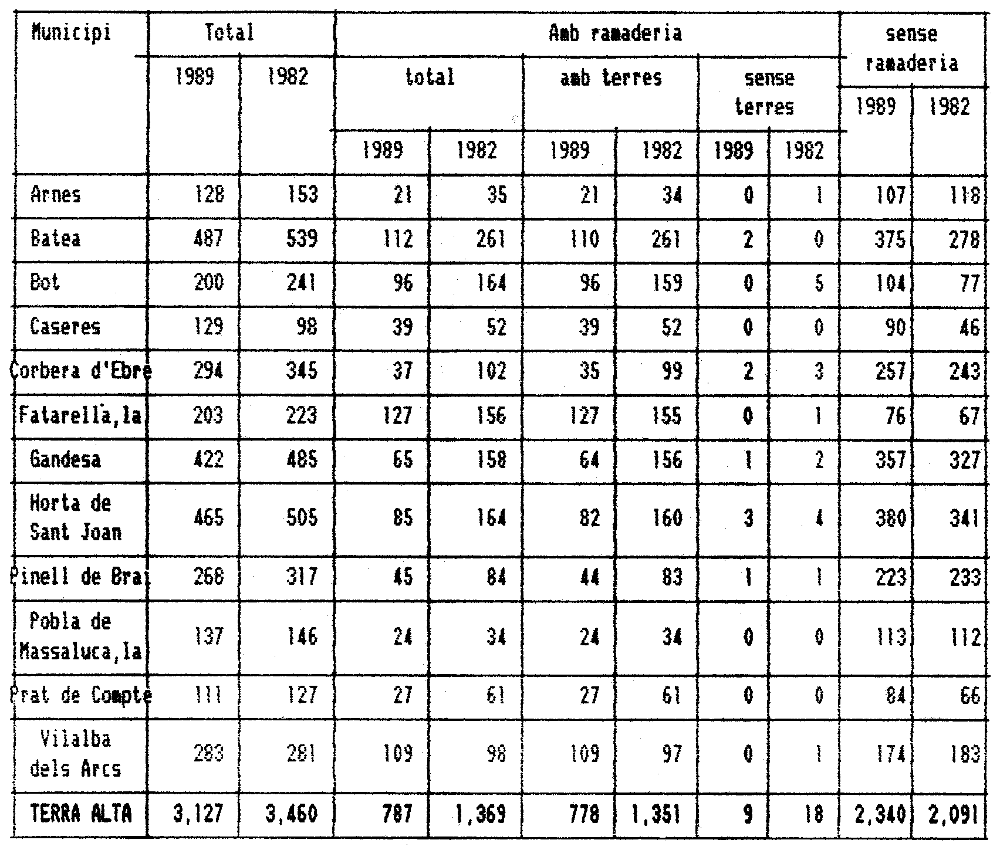 Municipi Total Amb ramaderia sense
ramaderia
1989 1982 total amb terres sense
terres 1989 1982
1989 1982 1989 1982 1989 1982
Arnes 128 153 21 35 21 34 0 1 107 118
Batea 487 539 112 261 110 261 2 0 375 278
Bot 200 241 96 164 96 159 0 5 104 77
Caseres 129 98 39 52 39 52 0 0 90 46
Corbera d'Ebre 294 345 37 102 35 99 2 3 257 243
Fatarella,la 203 223 127 156 127 155 0 1 76 67
Gandesa 422 485 65 158 64 156 1 2 357 327
Horta de
Sant Joan 465 505 85 164 82 160 3 4 380 341
Pinell de Brai 268 317 45 84 44 83 1 1 223 233
Pobla de
Massaluca,la 137 146 24 34 24 34 0 0 113 112
Prat de Compte 111 127 27 61 27 61 0 0 84 66
Vilalba
dels Arcs 283 281 109 98 109 97 0 1 174 183
TERRA ALTA 3,127 3,460 787 1,369 778 1,351 9 18 2,340 2,091